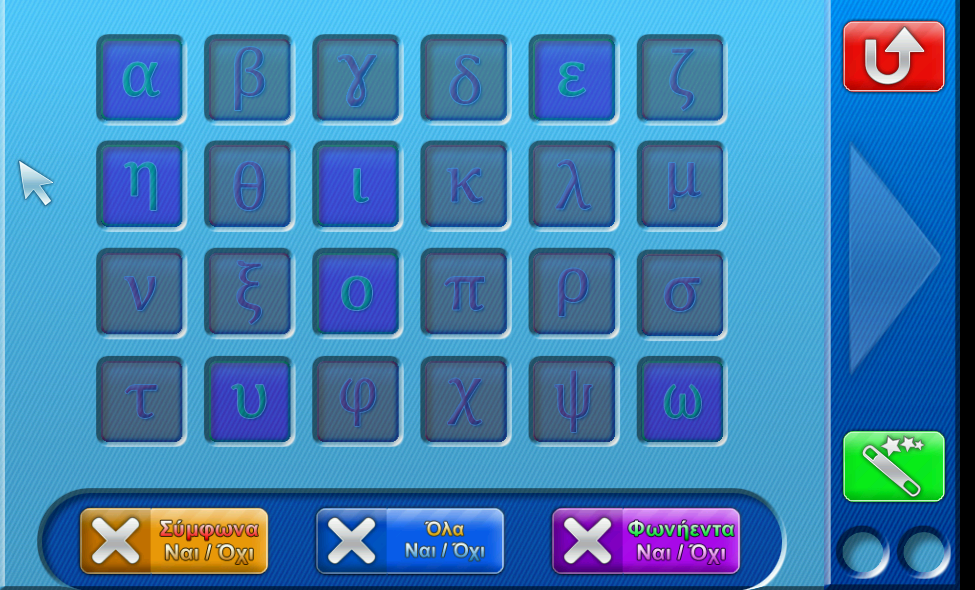 α β γ δ ε ζ
η θ ι κ λ μ
ν ξ ο π ρ σ
τ υ φ χ ψ ω
Σύμφωνα
Ναι / Όχι
Όλα
Ναι / Όχι
Φωνήεντα
Ναι / Όχι